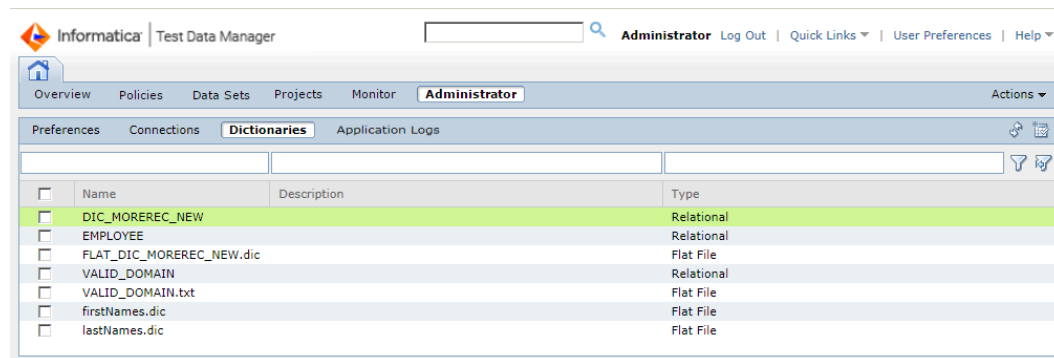 Informatica | Test Data Manager Administrator Log Out | Quick Links | User Preferences | Help
Overview Policies Data Sets Projects Monitor Administrator Actions
Preferences Connections Dictionaries Application Logs
Name Description Type
DIC_MOREREC_NEW Relational
EMPLOYEE Relational
FLAT_DIC_MOREREC_NEW.dic Flat File
VALID_DOMAIN Relational
VALID_DOMAIN.txt Flat File
firstNames.dic Flat File
lastNames.dic Flat File